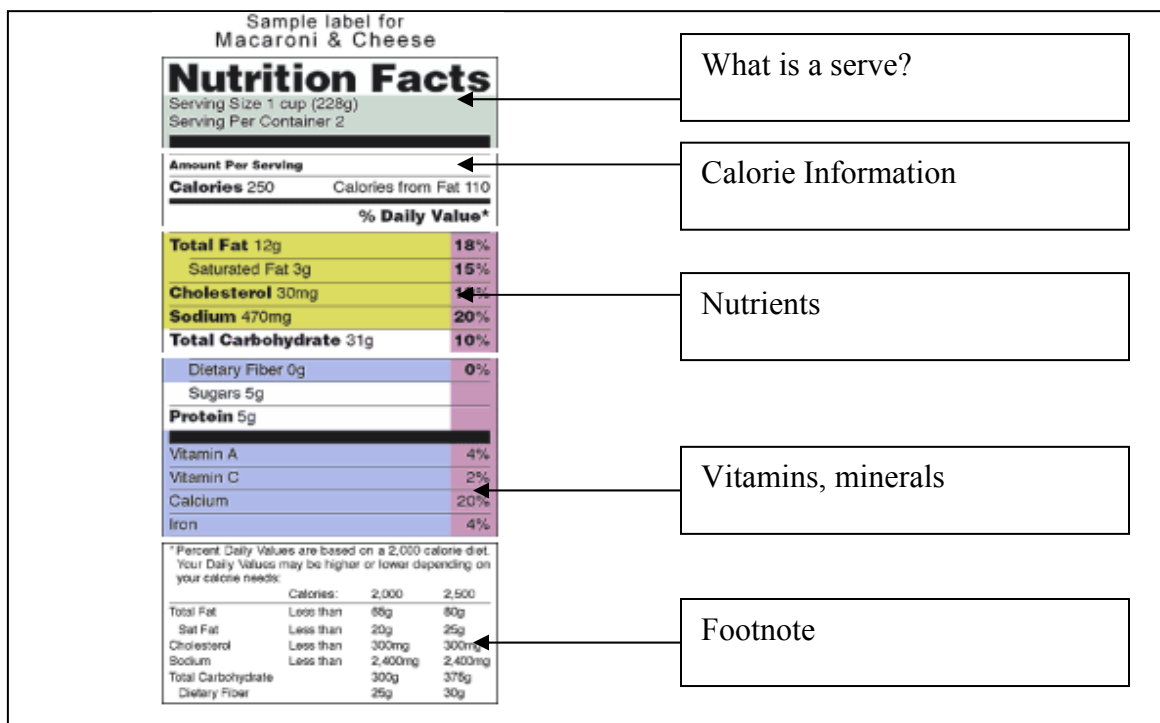 Sample label for
Macaroni & Cheese
Nutrition Facts
Serving Size 1 cup (228g)
Serving Per Container 2
Amount Per Serving
Calories 250 Calories from Fat 110
% Daily Value*
Total Fat 12g 18%
Saturated Fat 3g 15%
Cholesterol 30mg
Sodium 470mg 20%
Total Carbohydrate 31g 10%
Dietary Fiber 0g 0%
Sugars 5g
Protein 5g
Vitamin A 4%
Vitamin C 2%
Calcium 20%
Iron 4%
*Percent Daily Values are based on a 2,000 calorie diet.
Your Daily Values may be higher or lower depending on
your calorie needs:
Calories: 2,000 2,500
Total Fat Less than 65g 80g
Sat Fat Less than 20g 25g
Cholesterol Less than 300mg 300mg
Sodium Less than 2,400mg 2,400mg
Total Carbohydrate 300g 375g
Dietary Fiber 25g 30g
What is a serve?
Calorie Information
Nutrients
Vitamins, minerals
Footnote